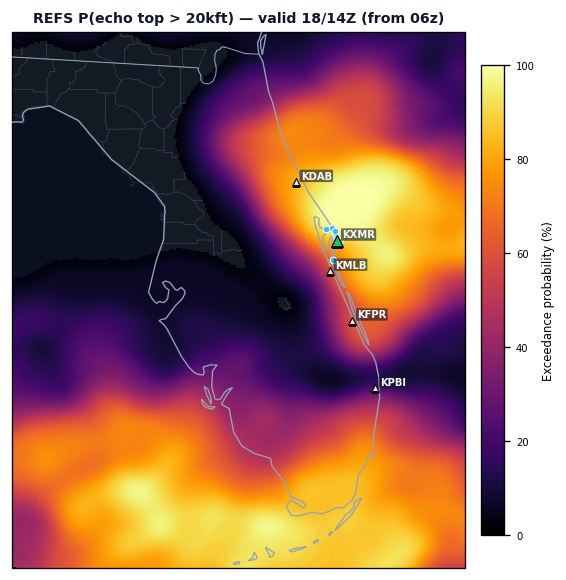 REFS P(echo top > 20kft) — valid 18/14Z (from 06z)
KDAB
KXMR
KMLB
KFPR
KPBI
100
80
60
40
20
0
Exceedance probability (%)